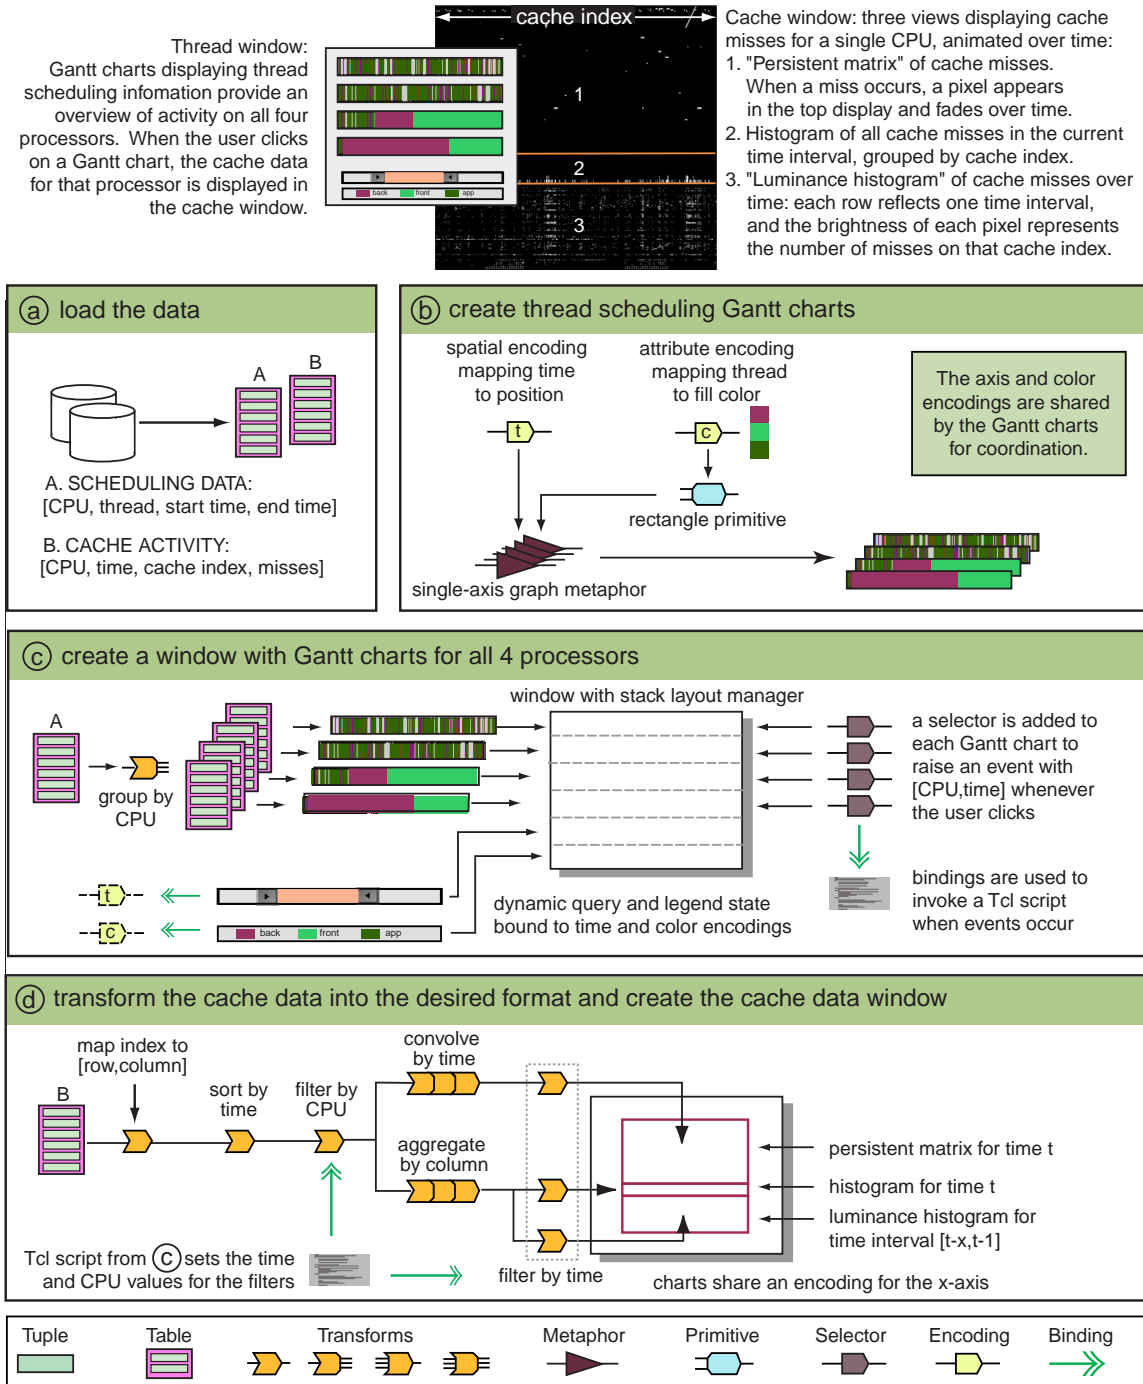 Thread window:
Gantt charts displaying thread
scheduling infomation provide an
overview of activity on all four
processors. When the user clicks
on a Gantt chart, the cache data
for that processor is displayed in
the cache window.
cache index
1
2
3
back front app
Cache window: three views displaying cache
misses for a single CPU, animated over time:
1. "Persistent matrix" of cache misses.
When a miss occurs, a pixel appears
in the top display and fades over time.
2. Histogram of all cache misses in the current
time interval, grouped by cache index.
3. "Luminance histogram" of cache misses over
time: each row reflects one time interval,
and the brightness of each pixel represents
the number of misses on that cache index.
a load the data
A
B
A. SCHEDULING DATA:
[CPU, thread, start time, end time]
B. CACHE ACTIVITY:
[CPU, time, cache index, misses]
b create thread scheduling Gantt charts
spatial encoding
mapping time
to position
attribute encoding
mapping thread
to fill color
t
c
rectangle primitive
single-axis graph metaphor
The axis and color
encodings are shared
by the Gantt charts
for coordination.
c create a window with Gantt charts for all 4 processors
A
group by
CPU
window with stack layout manager
a selector is added to
each Gantt chart to
raise an event with
[CPU,time] whenever
the user clicks
t
c
back front app
dynamic query and legend state
bound to time and color encodings
bindings are used to
invoke a Tcl script
when events occur
d transform the cache data into the desired format and create the cache data window
map index to
[row,column]
B
sort by
time
filter by
CPU
convolve
by time
aggregate
by column
filter by time
persistent matrix for time t
histogram for time t
luminance histogram for
time interval [t-x,t-1]
Tcl script from c sets the time
and CPU values for the filters
charts share an encoding for the x-axis
Tuple Table Transforms Metaphor Primitive Selector Encoding Binding